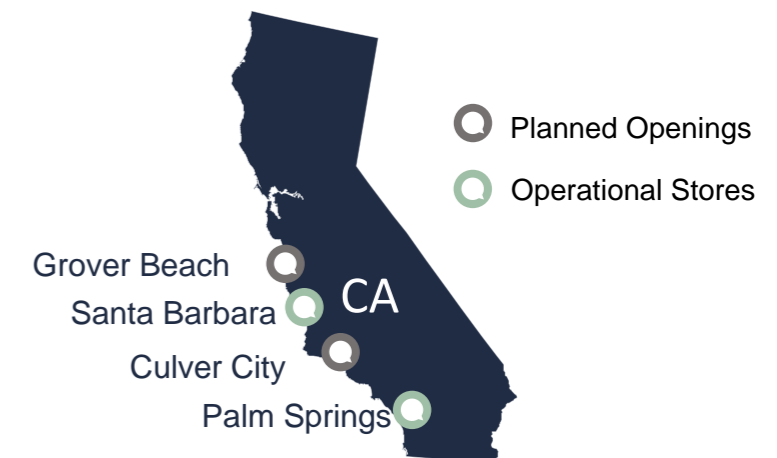 Planned Openings
Operational Stores
Grover Beach
CA
Santa Barbara
Culver City
Palm Springs